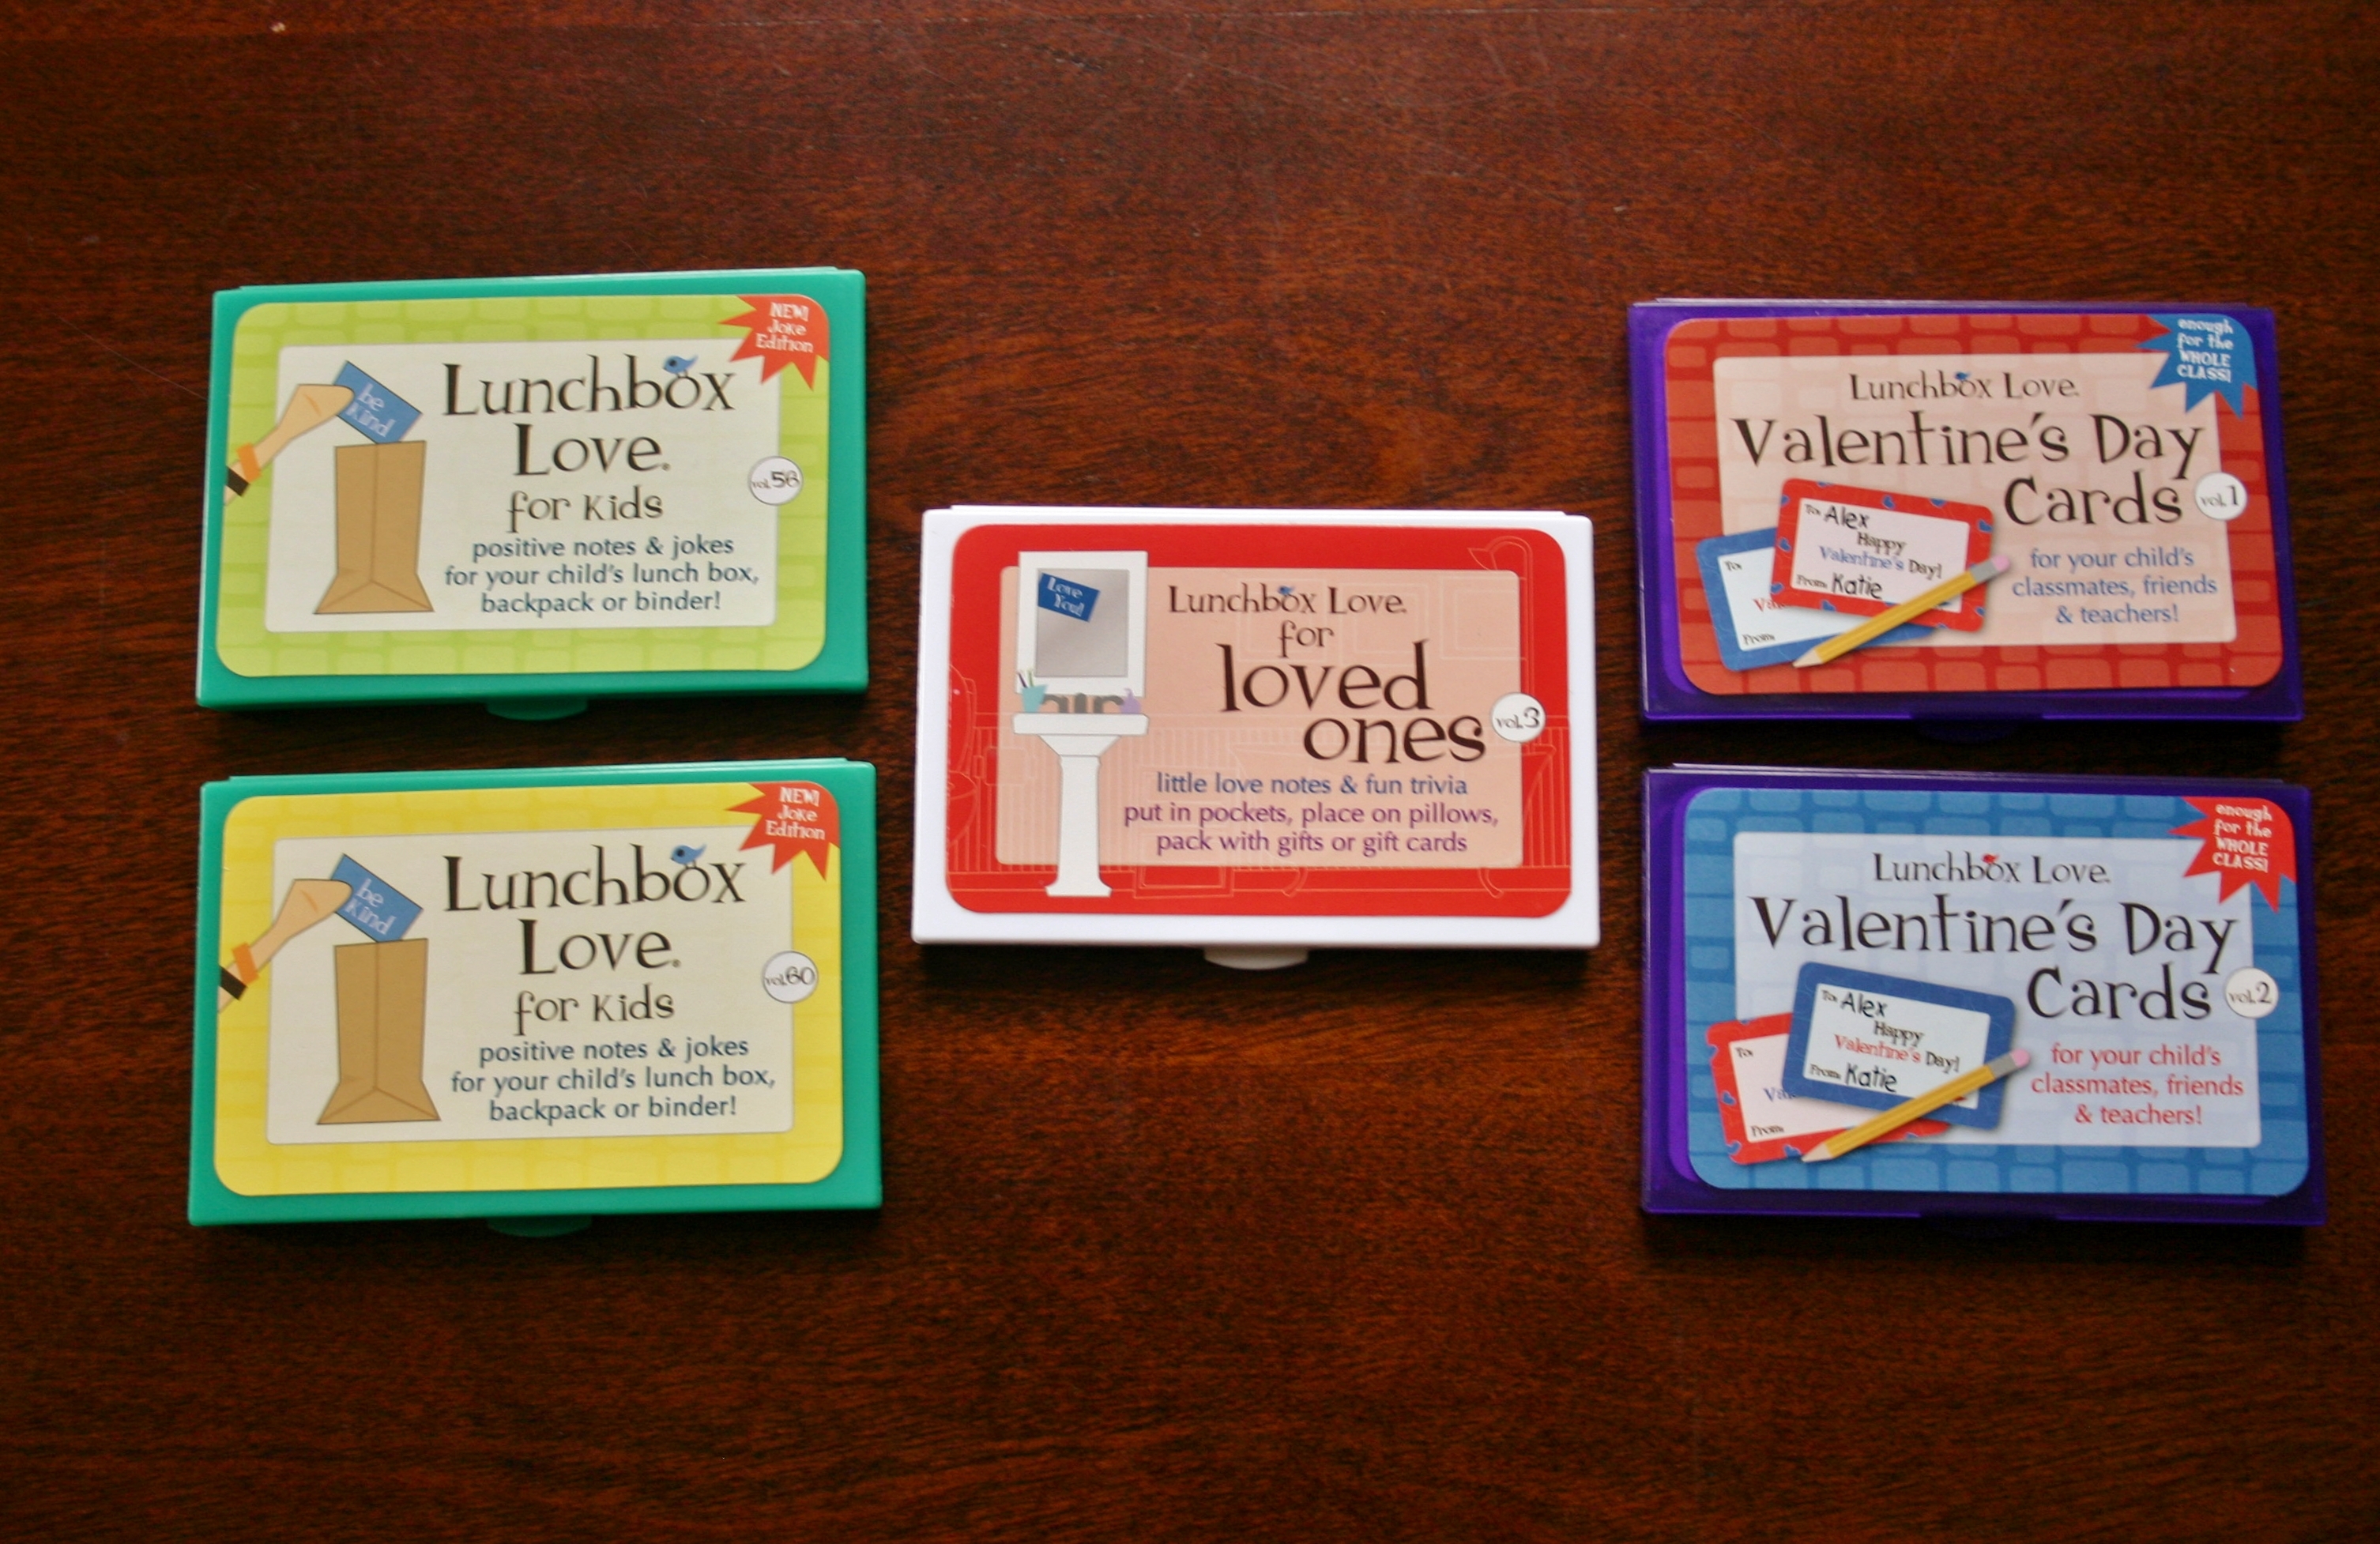 NEW!
Joke
Edition
be
Kind!
Lunchbox
Love.
for Kids
vol.
positive notes & jokes
for your child's lunch box,
backpack or binder!
NEW!
Joke
Edition
be
Kind!
Lunchbox
Love.
for Kids
vol.60
positive notes & jokes
for your child's lunch box,
backpack or binder!
Love
You!
Lunchbox Love.
for
loved
ones
vol.3
little love notes & fun trivia
put in pockets, place on pillows,
pack with gifts or gift cards
enough
for the
WHOLE
CLASS!
Lunchbox Love.
Valentine's Day
Cards
vol.1
To: Alex
Happy
Valentine's Day!
From: Katie
To:
From:
for your child's
classmates, friends
& teachers!
enough
for the
WHOLE
CLASS!
Lunchbox Love.
Valentine's Day
Cards
vol.2
To: Alex
Happy
Valentine's Day!
From: Katie
To:
From:
for your child's
classmates, friends
& teachers!